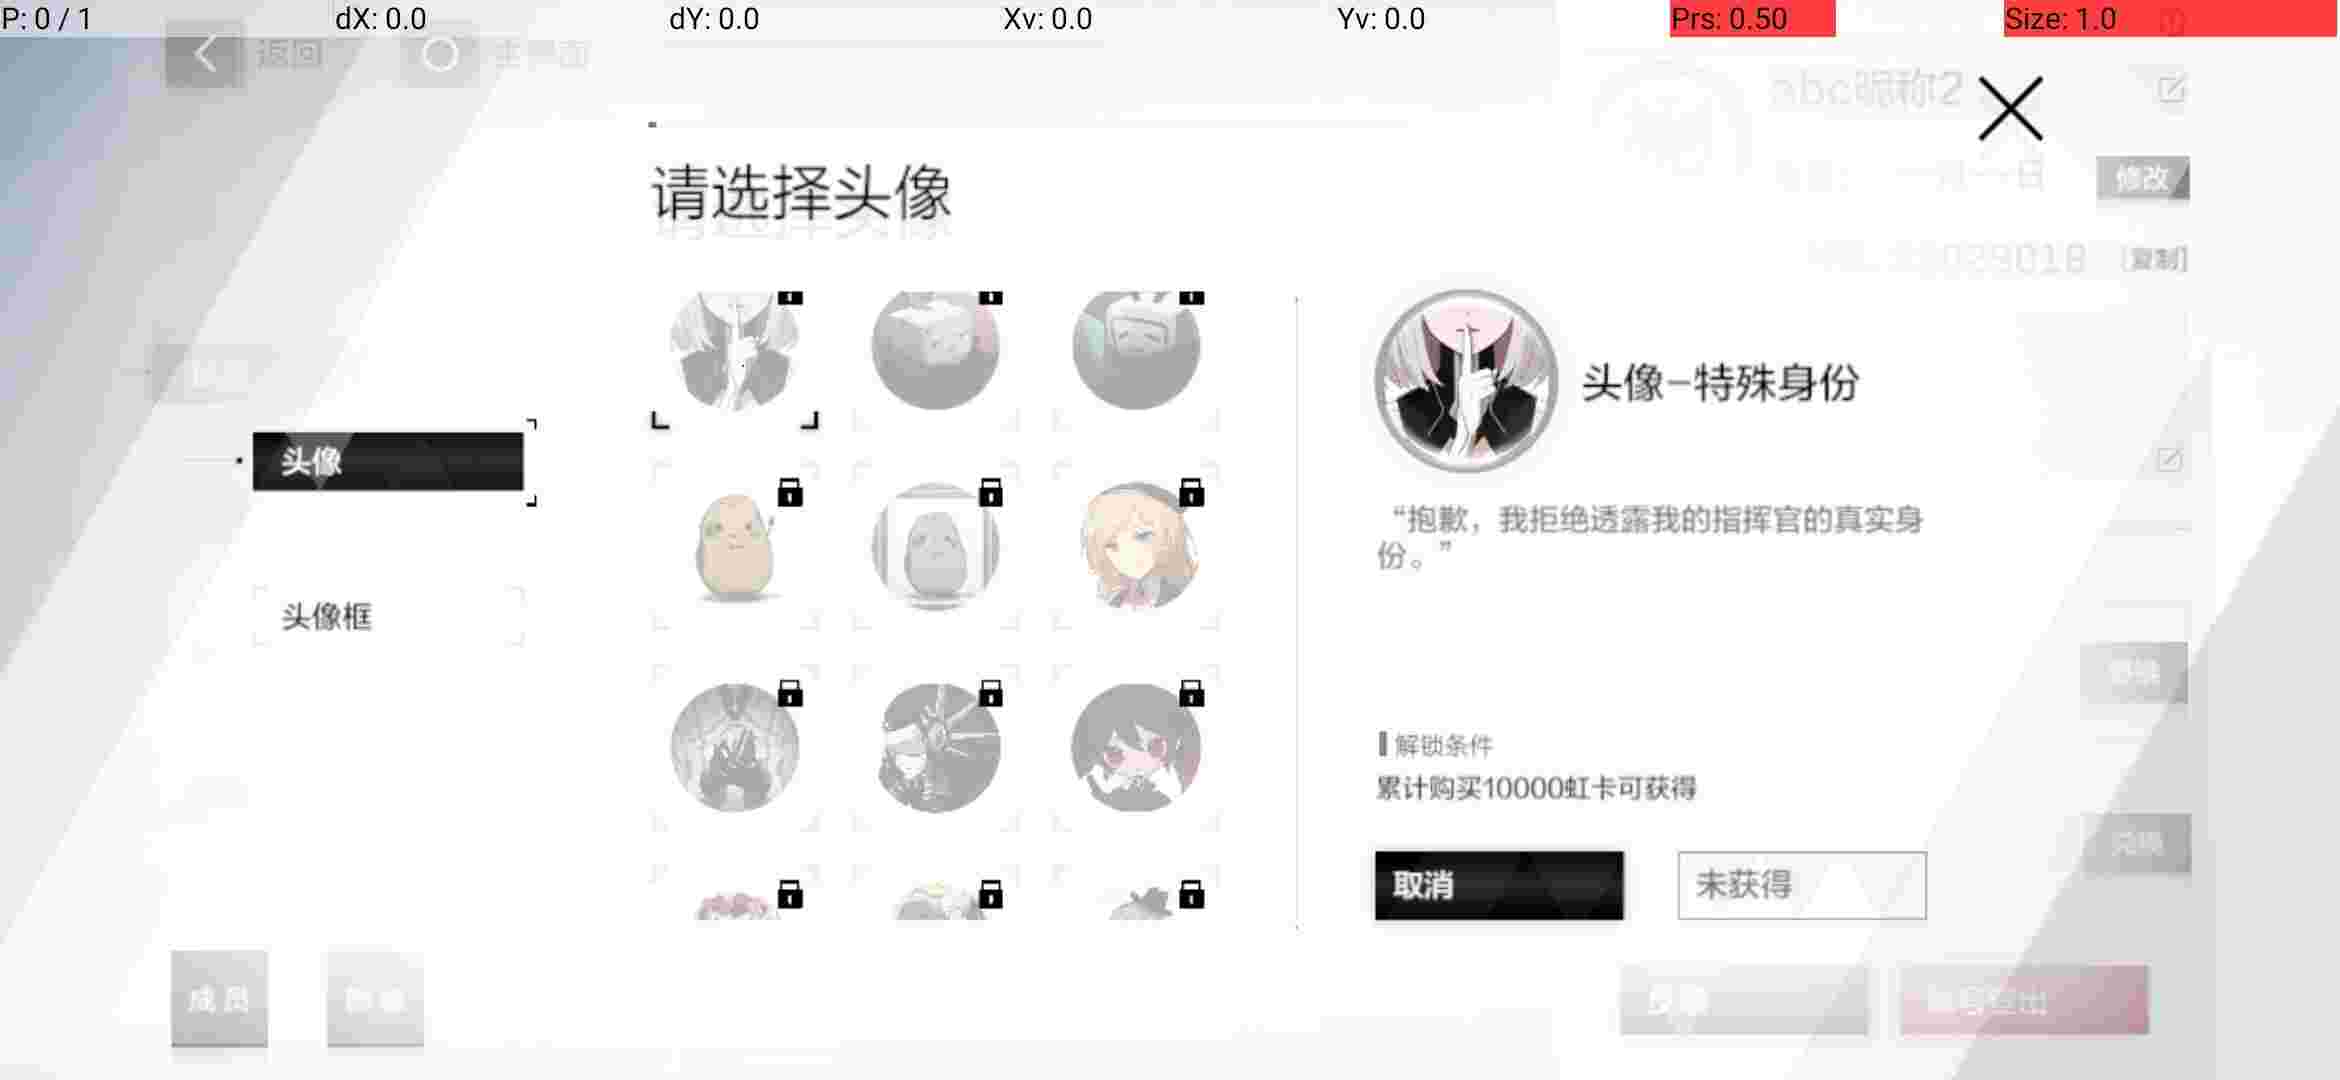 P: 0 / 1 dX: 0.0 dY: 0.0 Xv: 0.0 Yv: 0.0 Prs: 0.50 Size: 1.0
返回 主界面
abc昵称2
日 修改
[复制]
请选择头像
头像
头像框
头像-特殊身份
“抱歉，我拒绝透露我的指挥官的真实身
份。”
解锁条件
累计购买10000虹卡可获得
取消 未获得
成员